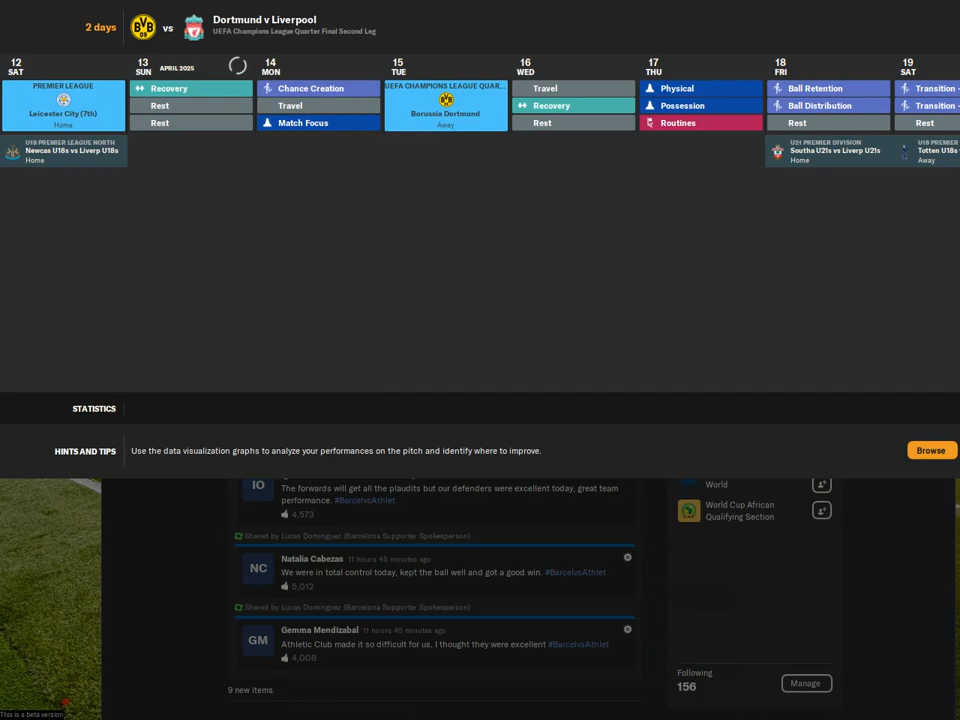 2 days
vs
Dortmund v Liverpool
UEFA Champions League Quarter Final Second Leg
12
SAT
13
SUN APRIL 2025
14
MON
15
TUE
16
WED
17
THU
18
FRI
19
SAT
PREMIER LEAGUE
Leicester City (7th)
Home
Recovery
Rest
Rest
Chance Creation
Travel
Match Focus
UEFA CHAMPIONS LEAGUE QUAR...
Borussia Dortmund
Away
Travel
Recovery
Rest
Physical
Possession
Routines
Ball Retention
Ball Distribution
Rest
Transition -
Transition -
Rest
U18 PREMIER LEAGUE NORTH
Newcas U18s vs Liverp U18s
Home
U21 PREMIER DIVISION
Southa U21s vs Liverp U21s
Home
U18 PREMIER
Totten U18s
Away
STATISTICS
HINTS AND TIPS
Use the data visualization graphs to analyze your performances on the pitch and identify where to improve.
Browse
IO
The forwards will get all the plaudits but our defenders were excellent today, great team
performance. #BarcelvsAthlet
4,573
World
World Cup African
Qualifying Section
Shared by Lucas Dominguez (Barcelona Supporter Spokesperson)
NC
Natalia Cabezas 11 hours 45 minutes ago
We were in total control today, kept the ball well and got a good win. #BarcelvsAthlet
5,012
Shared by Lucas Dominguez (Barcelona Supporter Spokesperson)
GM
Gemma Mendizabal 11 hours 45 minutes ago
Athletic Club made it so difficult for us, I thought they were excellent #BarcelvsAthlet
4,008
9 new items.
Following
156
Manage
This is a beta version